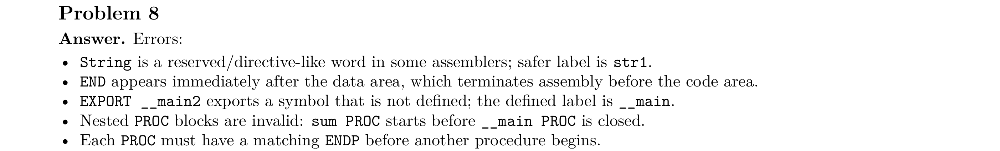 Problem 8
Answer. Errors:
• String is a reserved/directive-like word in some assemblers; safer label is str1.
• END appears immediately after the data area, which terminates assembly before the code area.
• EXPORT __main2 exports a symbol that is not defined; the defined label is __main.
• Nested PROC blocks are invalid: sum PROC starts before __main PROC is closed.
• Each PROC must have a matching ENDP before another procedure begins.